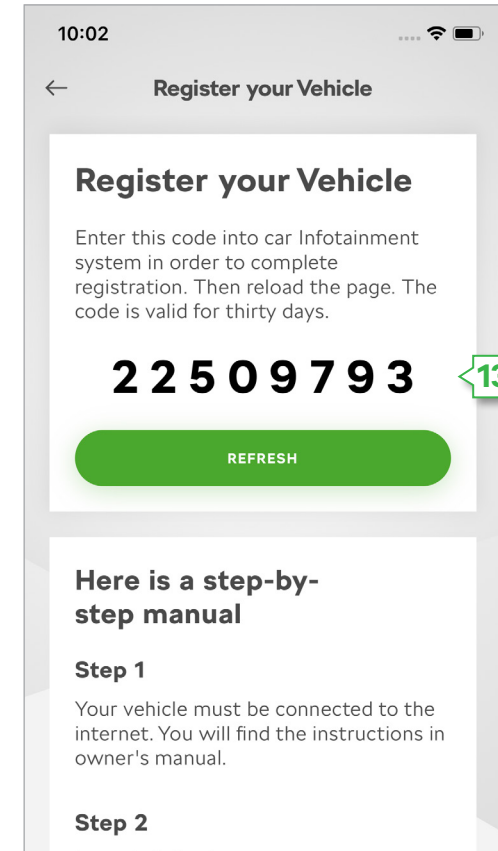 10:02
Register your Vehicle
Register your Vehicle
Enter this code into car Infotainment
system in order to complete
registration. Then reload the page. The
code is valid for thirty days.
22509793
13
REFRESH
Here is a step-by-
step manual
Step 1
Your vehicle must be connected to the
internet. You will find the instructions in
owner's manual.
Step 2